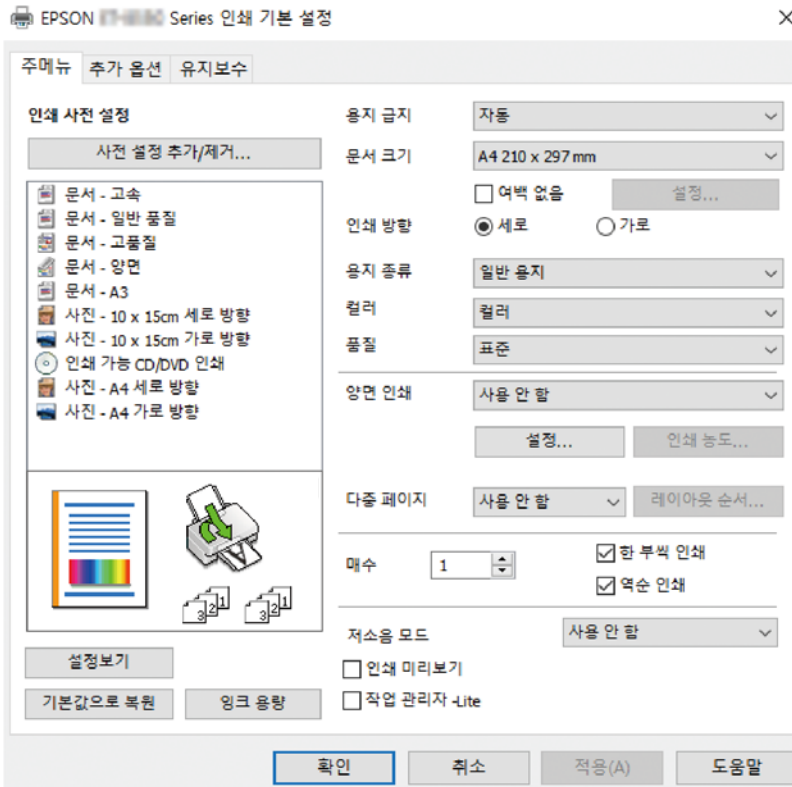 EPSON Series 인쇄 기본 설정
주메뉴 추가 옵션 유지보수
인쇄 사전 설정
사전 설정 추가/제거...
문서 - 고속
문서 - 일반 품질
문서 - 고품질
문서 - 양면
문서 - A3
사진 - 10 x 15cm 세로 방향
사진 - 10 x 15cm 가로 방향
인쇄 가능 CD/DVD 인쇄
사진 - A4 세로 방향
사진 - A4 가로 방향
3 2 1 3 2 1
설정보기
기본값으로 복원 잉크 용량
용지 급지 자동
문서 크기 A4 210 x 297 mm
여백 없음 설정...
인쇄 방향 세로 가로
용지 종류 일반 용지
컬러 컬러
품질 표준
양면 인쇄 사용 안 함
설정... 인쇄 농도...
다중 페이지 사용 안 함 레이아웃 순서...
매수 1 한 부씩 인쇄
역순 인쇄
저소음 모드 사용 안 함
인쇄 미리보기
작업 관리자 -Lite
확인 취소 적용(A) 도움말